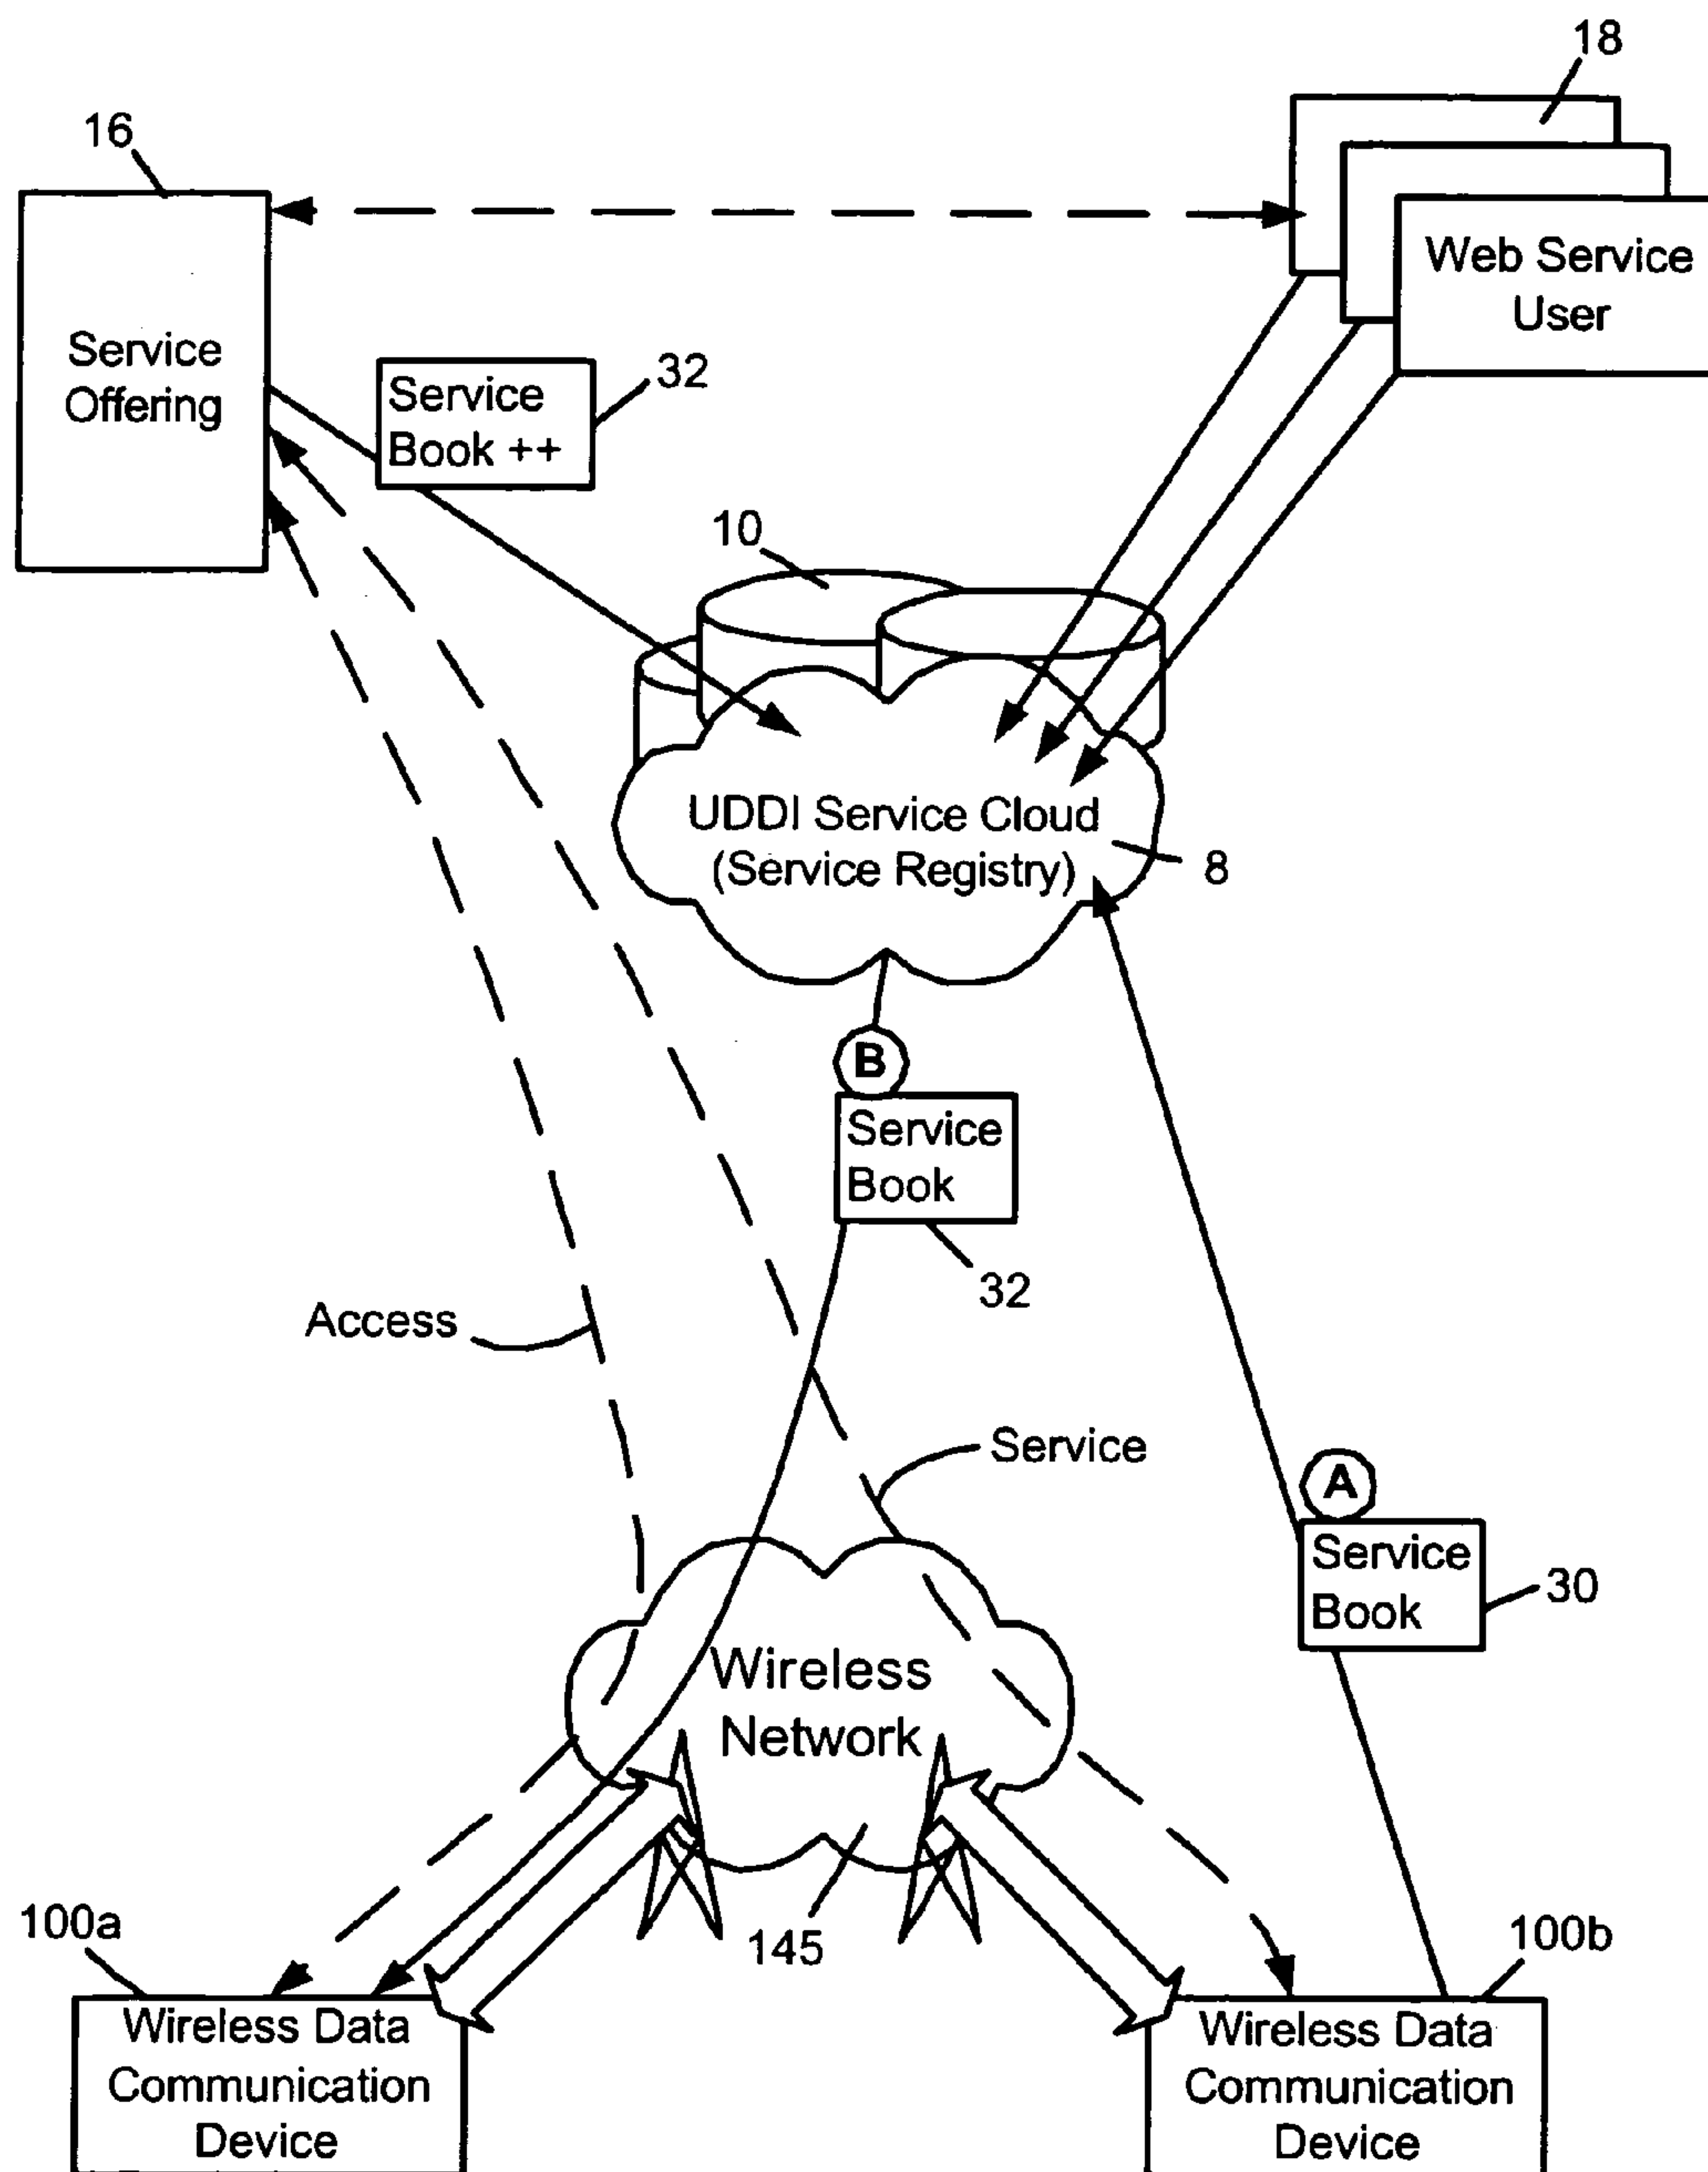 18
16
Web Service
User
Service
Offering
Service
Book ++
32
10
UDDI Service Cloud
(Service Registry)
8
B
Service
Book
32
Access
Service
A
Service
Book
30
Wireless
Network
100a
145
100b
Wireless Data
Communication
Device
Wireless Data
Communication
Device